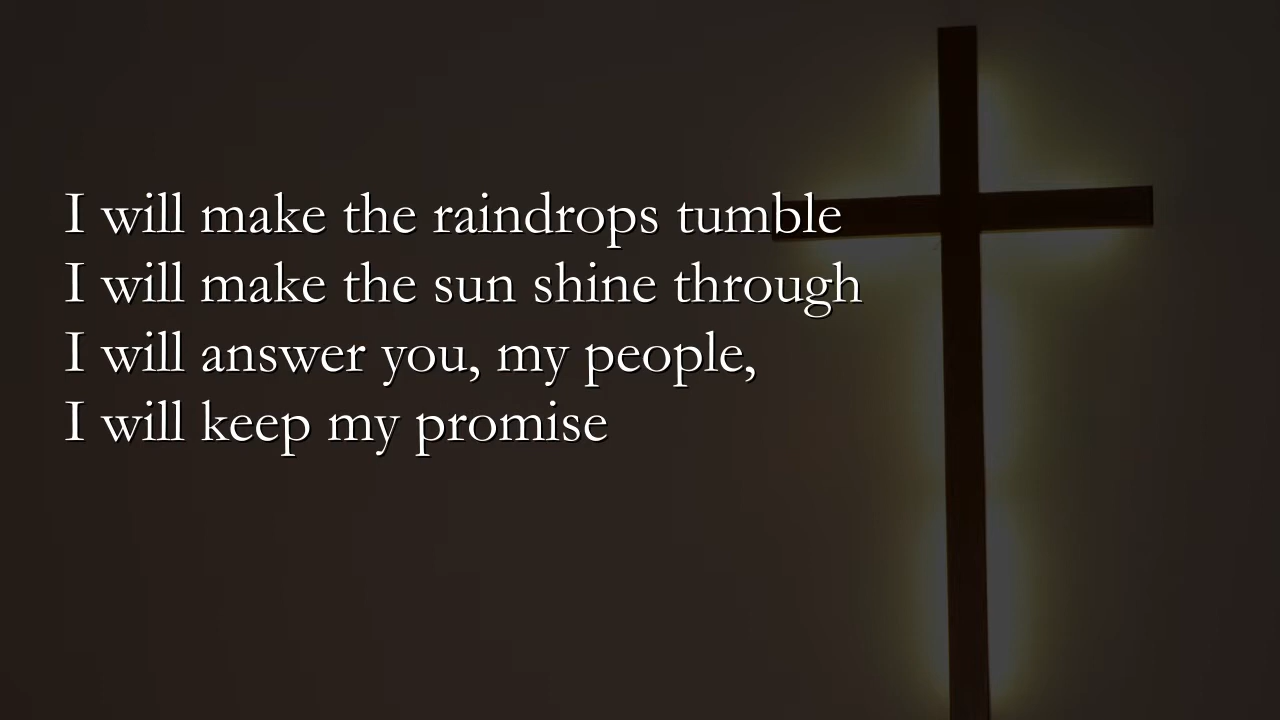 I will make the raindrops tumble
I will make the sun shine through
I will answer you, my people,
I will keep my promise